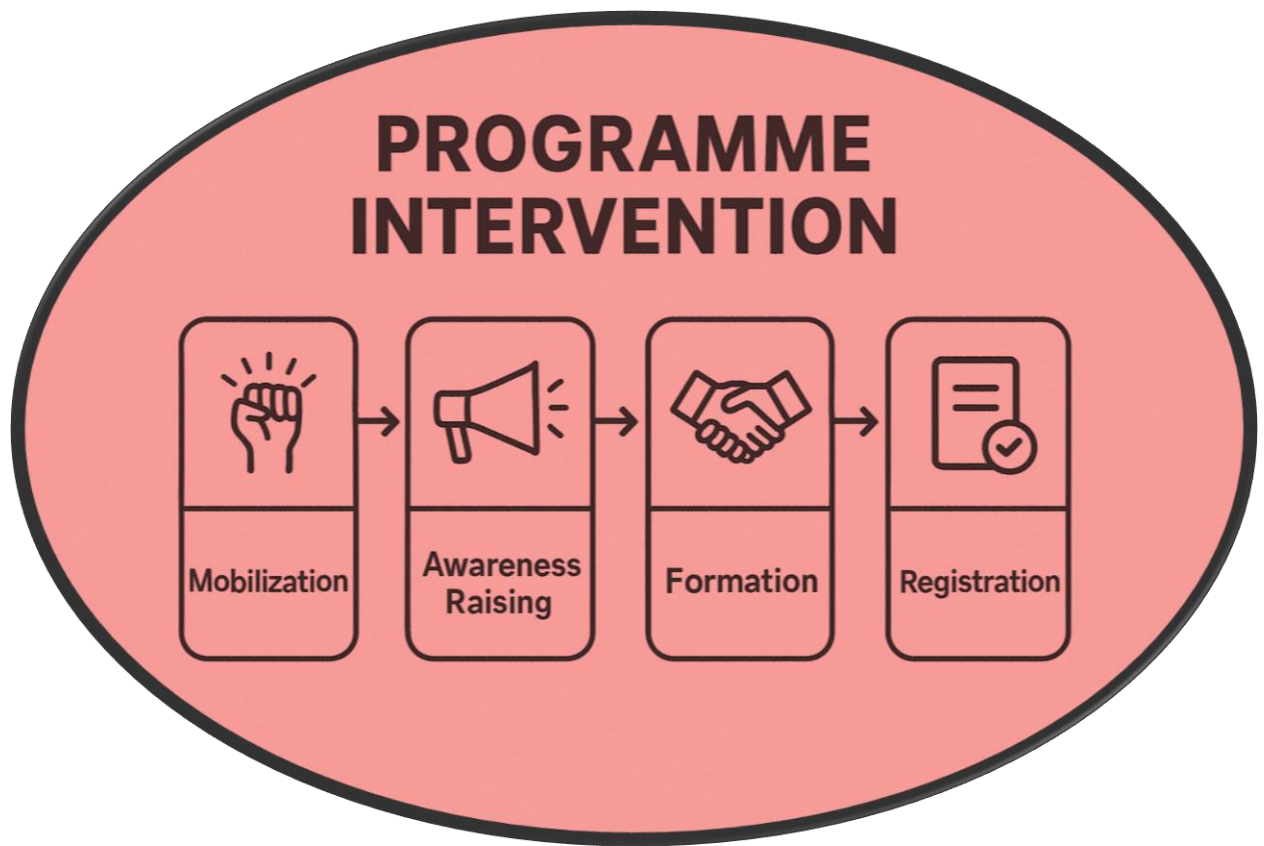 PROGRAMME
INTERVENTION
Mobilization
Awareness
Raising
Formation
Registration